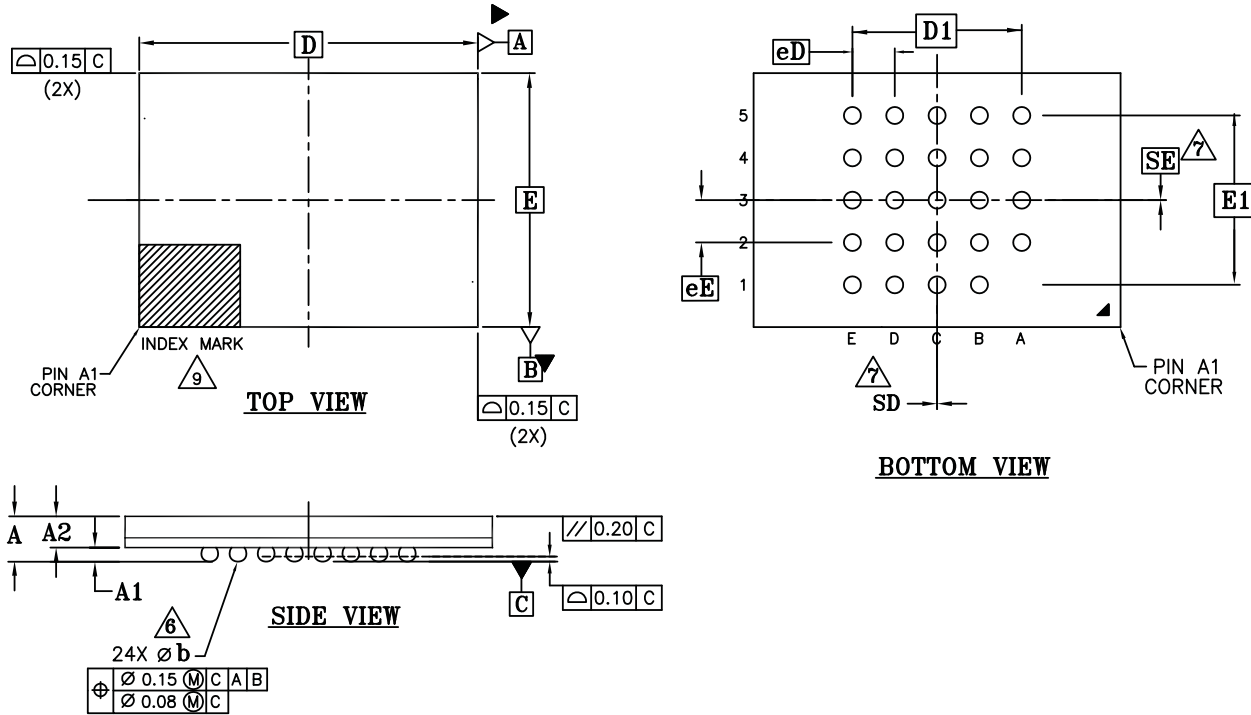 D
A
⌓ 0.15 C
(2X)
E
INDEX MARK
9
PIN A1
CORNER
B
TOP VIEW
⌓ 0.15 C
(2X)
D1
eD
5
4
3
2
1
7
SE
E1
eE
E D C B A
7
SD
PIN A1
CORNER
BOTTOM VIEW
A
A2
A1
// 0.20 C
C
⌓ 0.10 C
SIDE VIEW
6
24X ⌀ b
⌖ ⌀ 0.15 Ⓜ C A B
⌀ 0.08 Ⓜ C